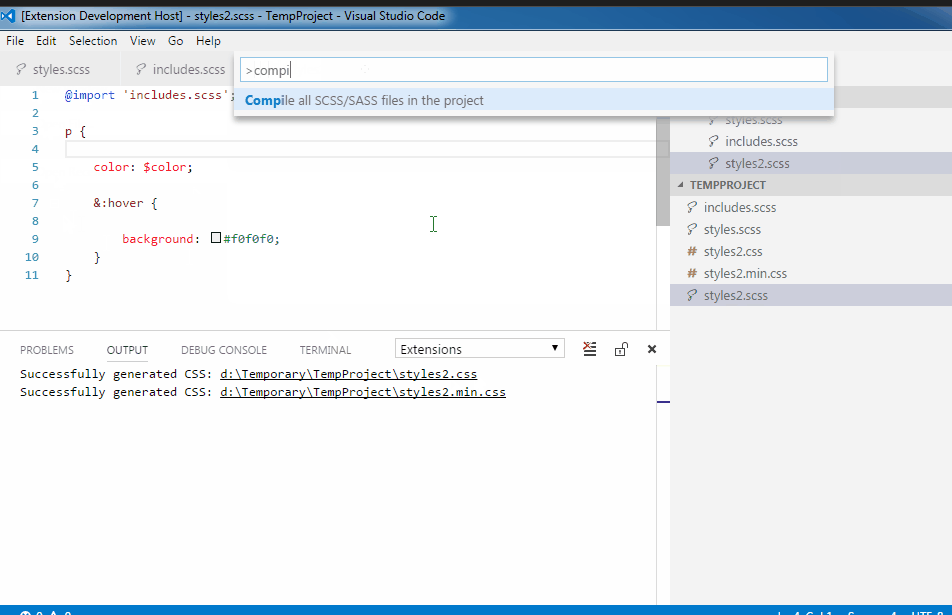 [Extension Development Host] - styles2.scss - TempProject - Visual Studio Code
File Edit Selection View Go Help
styles.scss includes.scss
>compi
Compile all SCSS/SASS files in the project
1 @import 'includes.scss';
2
3 p {
4
5 color: $color;
6
7 &:hover {
8
9 background: #f0f0f0;
10 }
11 }
styles.scss
includes.scss
styles2.scss
TEMPPROJECT
includes.scss
styles.scss
# styles2.css
# styles2.min.css
styles2.scss
PROBLEMS OUTPUT DEBUG CONSOLE TERMINAL Extensions
Successfully generated CSS: d:\Temporary\TempProject\styles2.css
Successfully generated CSS: d:\Temporary\TempProject\styles2.min.css